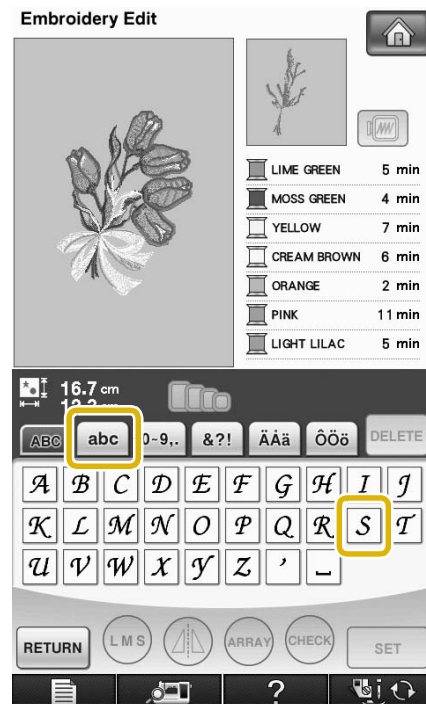 Embroidery Edit
LIME GREEN 5 min
MOSS GREEN 4 min
YELLOW 7 min
CREAM BROWN 6 min
ORANGE 2 min
PINK 11 min
LIGHT LILAC 5 min
16.7 cm
cm
ABC abc 0~9,. &?! ÄÅä ÔÖö DELETE
A B C D E F G H I J
K L M N O P Q R S T
U V W X Y Z ’ ⎵
RETURN L M S ARRAY CHECK SET
?